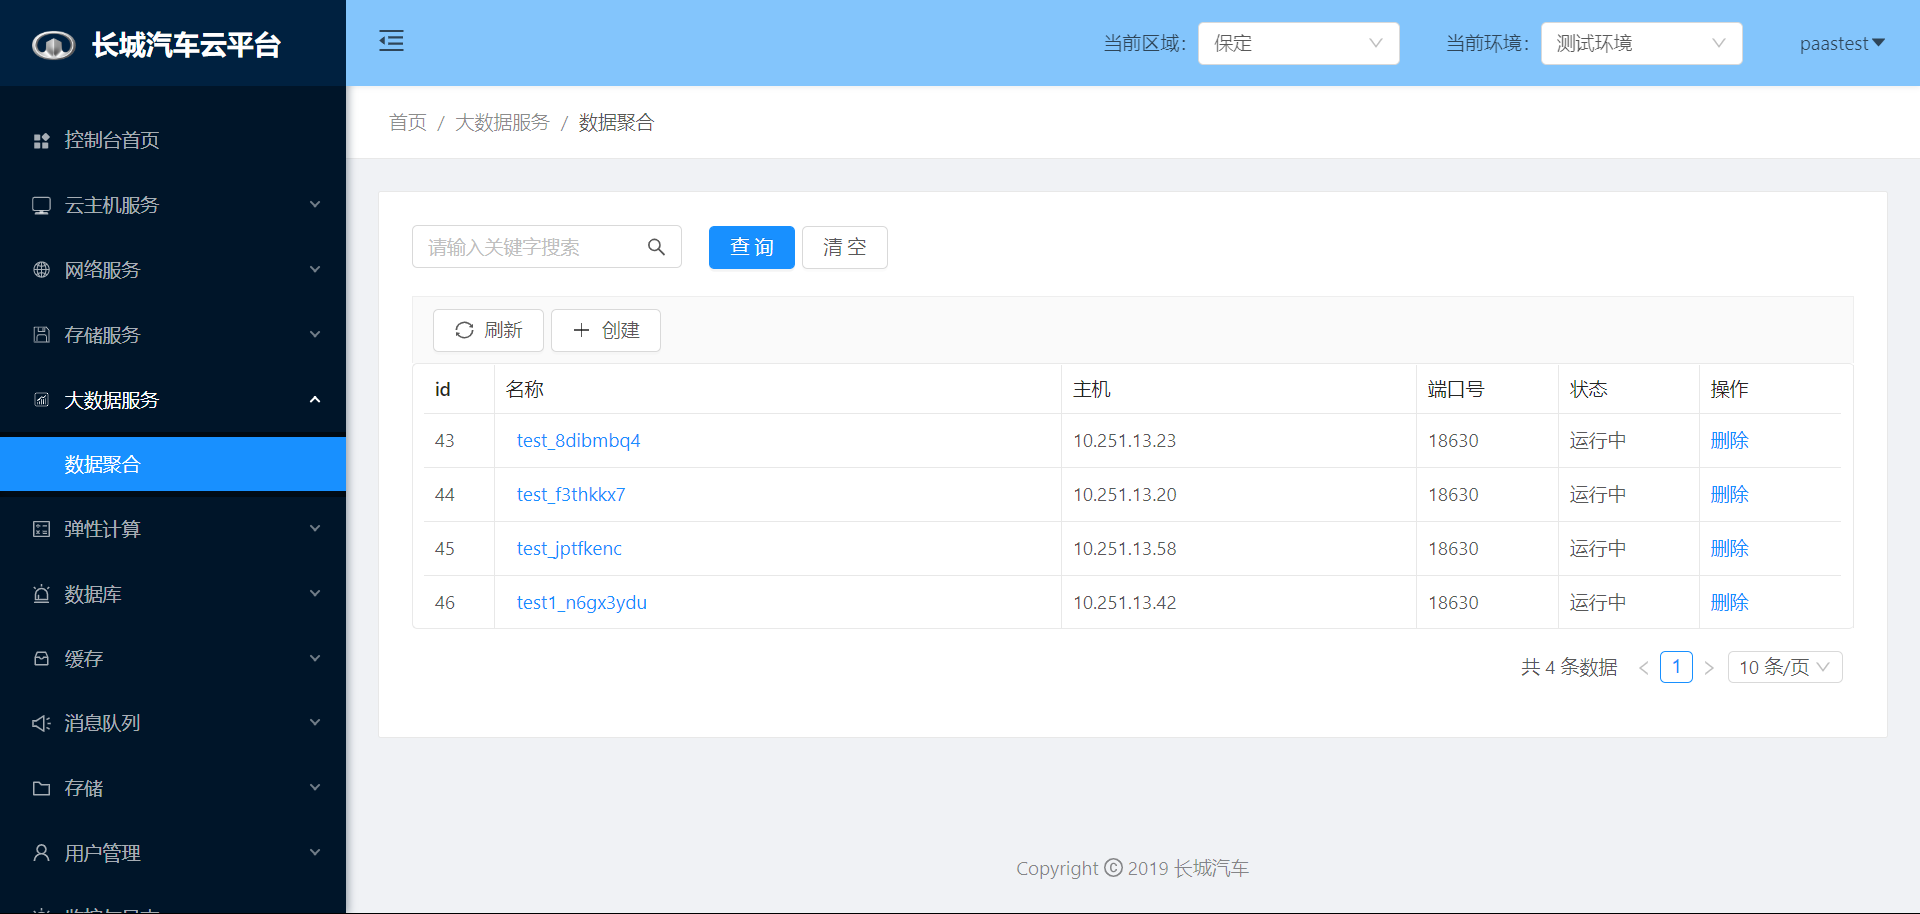 长城汽车云平台
当前区域: 保定 当前环境: 测试环境 paastest
控制台首页
云主机服务
网络服务
存储服务
大数据服务
数据聚合
弹性计算
数据库
缓存
消息队列
存储
用户管理
首页 / 大数据服务 / 数据聚合
请输入关键字搜索 查 询 清 空
刷新 创建
id 名称 主机 端口号 状态 操作
43 test_8dibmbq4 10.251.13.23 18630 运行中 删除
44 test_f3thkkx7 10.251.13.20 18630 运行中 删除
45 test_jptfkenc 10.251.13.58 18630 运行中 删除
46 test1_n6gx3ydu 10.251.13.42 18630 运行中 删除
共 4 条数据 < 1 > 10 条/页
Copyright © 2019 长城汽车